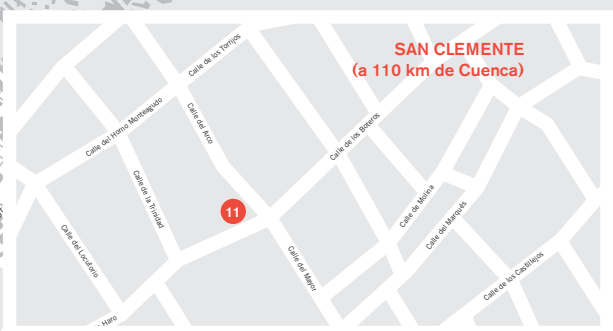 SAN CLEMENTE
(a 110 km de Cuenca)
Calle de los Torrijos
Calle del Horno Monteagudo
Calle del Arco
Calle de los Boteros
Calle de la Trinidad
Calle de Molina
11
Calle del Marqués
Calle del Locutorio
Calle del Mayor
Calle de los Castillejos
Haro